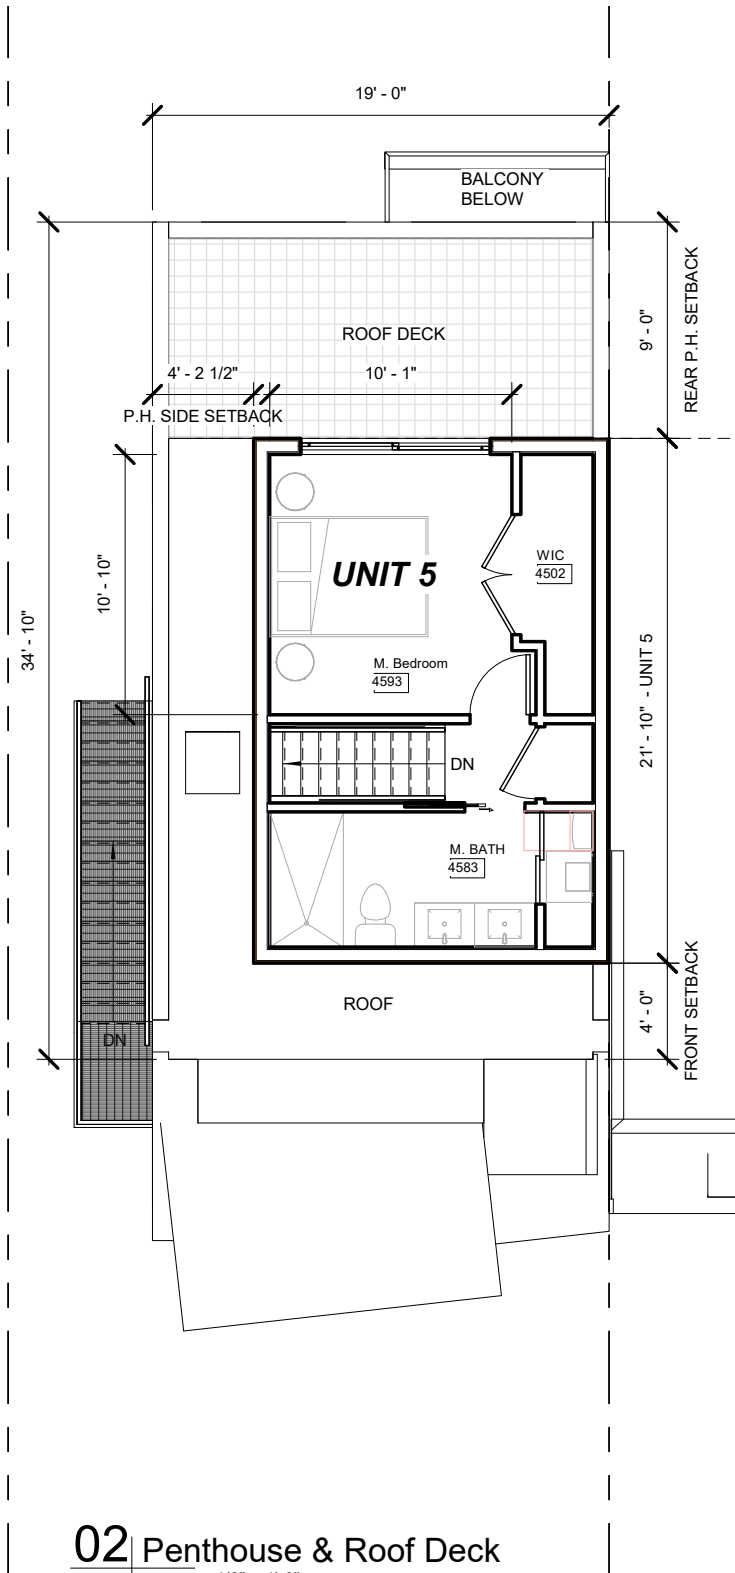 19' - 0"
BALCONY
BELOW
REAR P.H. SETBACK
9' - 0"
ROOF DECK
4' - 2 1/2"
10' - 1"
P.H. SIDE SETBACK
34' - 10"
10' - 10"
UNIT 5
WIC
4502
M. Bedroom
4593
21' - 10" - UNIT 5
DN
M. BATH
4583
ROOF
4' - 0"
FRONT SETBACK
DN
02 Penthouse & Roof Deck